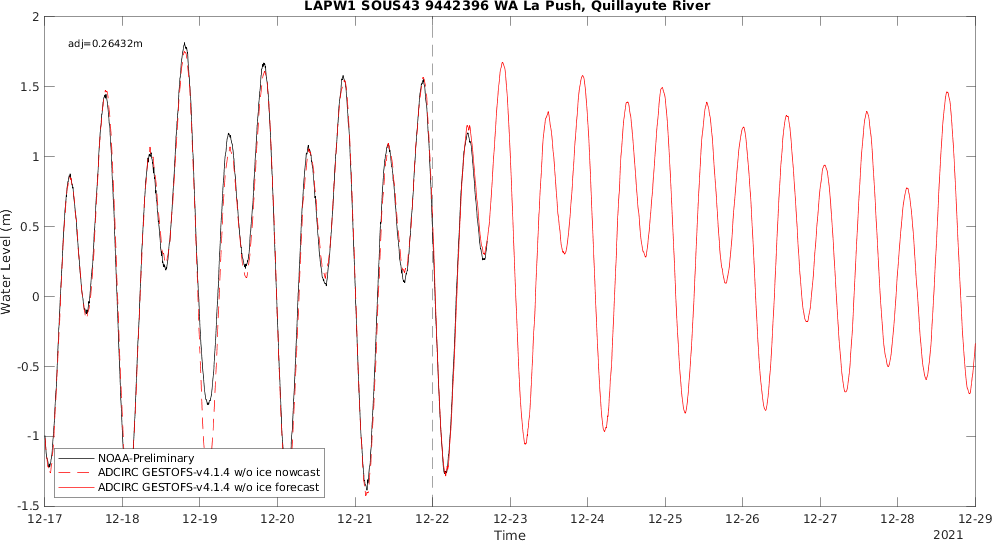 LAPW1 SOUS43 9442396 WA La Push, Quillayute River
adj=0.26432m
Water Level (m)
2
1.5
1
0.5
0
-0.5
-1
-1.5
NOAA-Preliminary
ADCIRC GESTOFS-v4.1.4 w/o ice nowcast
ADCIRC GESTOFS-v4.1.4 w/o ice forecast
12-17 12-18 12-19 12-20 12-21 12-22 12-23 12-24 12-25 12-26 12-27 12-28 12-29
Time
2021